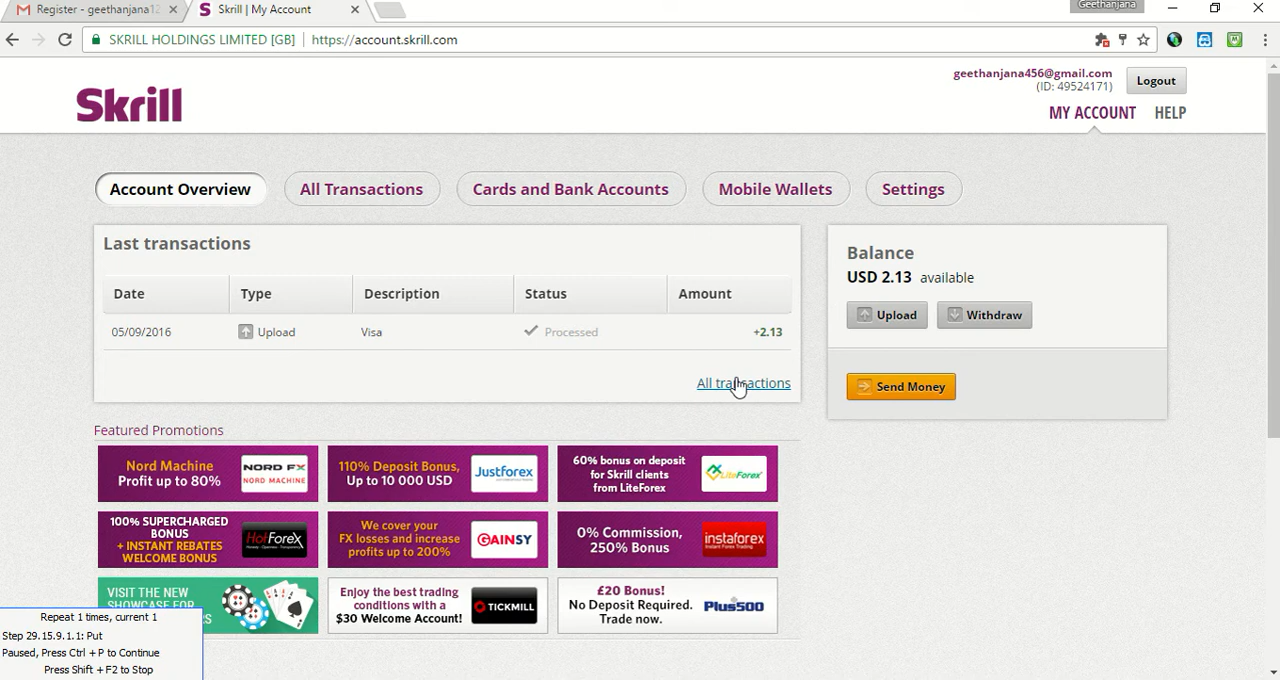 Register - geethanjana12
Skrill | My Account
Geethanjana
SKRILL HOLDINGS LIMITED [GB]
https://account.skrill.com
geethanjana456@gmail.com
(ID: 49524171)
Logout
Skrill
MY ACCOUNT
HELP
Account Overview
All Transactions
Cards and Bank Accounts
Mobile Wallets
Settings
Last transactions
Date Type Description Status Amount
05/09/2016 Upload Visa Processed +2.13
All transactions
Balance
USD 2.13 available
Upload
Withdraw
Send Money
Featured Promotions
Nord Machine
Profit up to 80%
NORD FX
NORD MACHINE
110% Deposit Bonus,
Up to 10 000 USD
Justforex
60% bonus on deposit
for Skrill clients
from LiteForex
LiteForex
100% SUPERCHARGED
BONUS
+ INSTANT REBATES
WELCOME BONUS
HotForex
We cover your
FX losses and increase
profits up to 200%
GAINSY
0% Commission,
250% Bonus
instaforex
Instant Forex Trading
VISIT THE NEW
SHOWCASE FOR
Enjoy the best trading
conditions with a
$30 Welcome Account!
TICKMILL
£20 Bonus!
No Deposit Required.
Trade now.
Plus500
Repeat 1 times, current 1
Step 29.15.9.1.1: Put
Paused, Press Ctrl + P to Continue
Press Shift + F2 to Stop